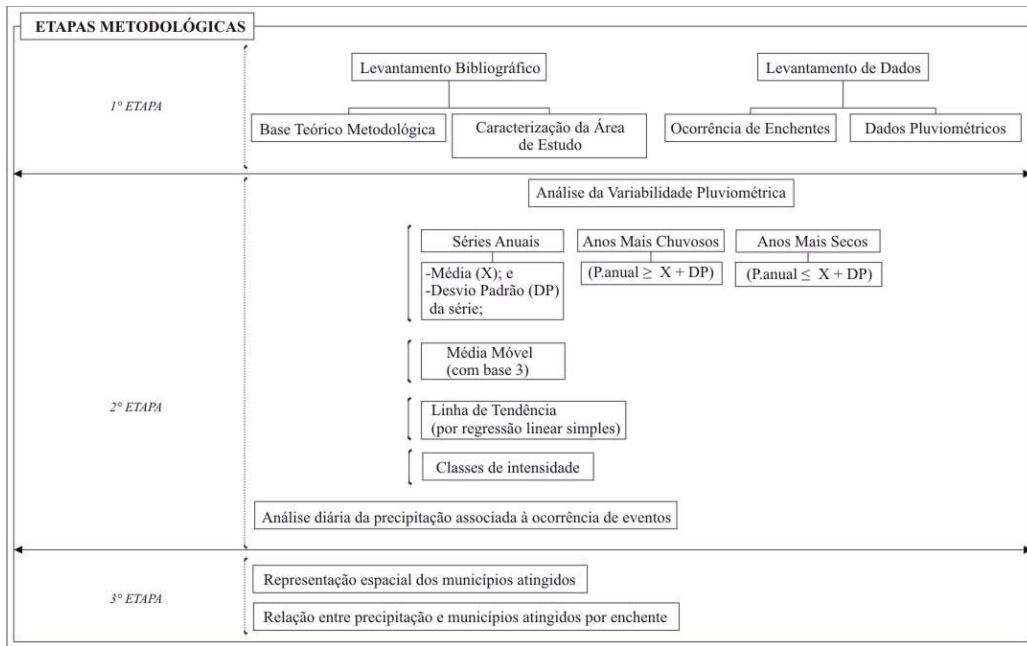 ETAPAS METODOLÓGICAS
Levantamento Bibliográfico
Levantamento de Dados
1° ETAPA
Base Teórico Metodológica
Caracterização da Área
de Estudo
Ocorrência de Enchentes
Dados Pluviométricos
Análise da Variabilidade Pluviométrica
Séries Anuais
Anos Mais Chuvosos
Anos Mais Secos
-Média (X); e
-Desvio Padrão (DP)
da série;
(P.anual ≥ X + DP)
(P.anual ≤ X + DP)
Média Móvel
(com base 3)
2° ETAPA
Linha de Tendência
(por regressão linear simples)
Classes de intensidade
Análise diária da precipitação associada à ocorrência de eventos
3° ETAPA
Representação espacial dos municípios atingidos
Relação entre precipitação e municípios atingidos por enchente